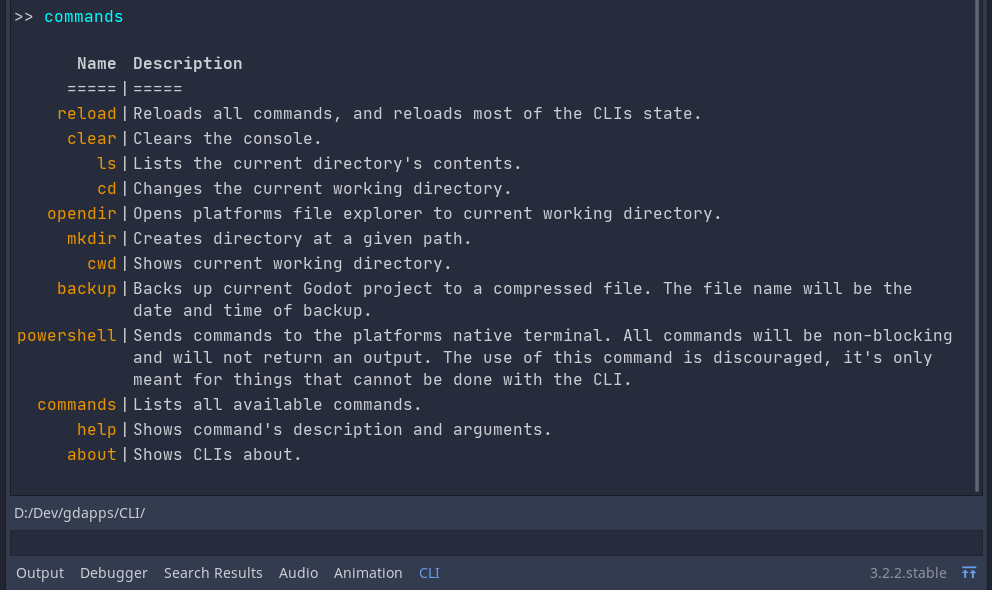 >> commands
Name Description
=====|=====
reload|Reloads all commands, and reloads most of the CLIs state.
clear|Clears the console.
ls|Lists the current directory's contents.
cd|Changes the current working directory.
opendir|Opens platforms file explorer to current working directory.
mkdir|Creates directory at a given path.
cwd|Shows current working directory.
backup|Backs up current Godot project to a compressed file. The file name will be the
date and time of backup.
powershell|Sends commands to the platforms native terminal. All commands will be non-blocking
and will not return an output. The use of this command is discouraged, it's only
meant for things that cannot be done with the CLI.
commands|Lists all available commands.
help|Shows command's description and arguments.
about|Shows CLIs about.
D:/Dev/gdapps/CLI/
Output Debugger Search Results Audio Animation CLI 3.2.2.stable